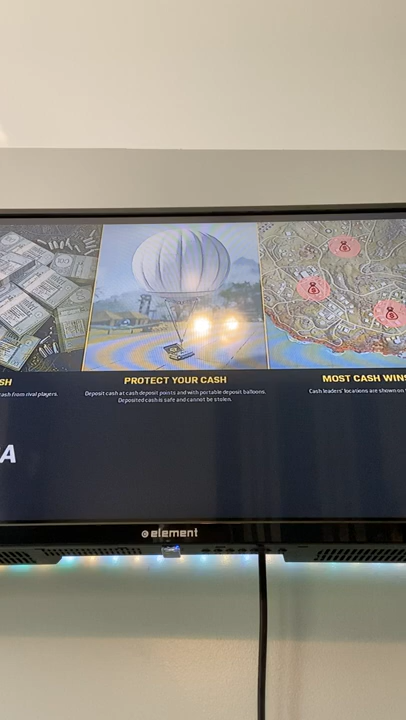 SH
PROTECT YOUR CASH
MOST CASH WINS
ash from rival players.
Deposit cash at cash deposit points and with portable deposit balloons.
Deposited cash is safe and cannot be stolen.
Cash leaders' locations are shown on
A
element